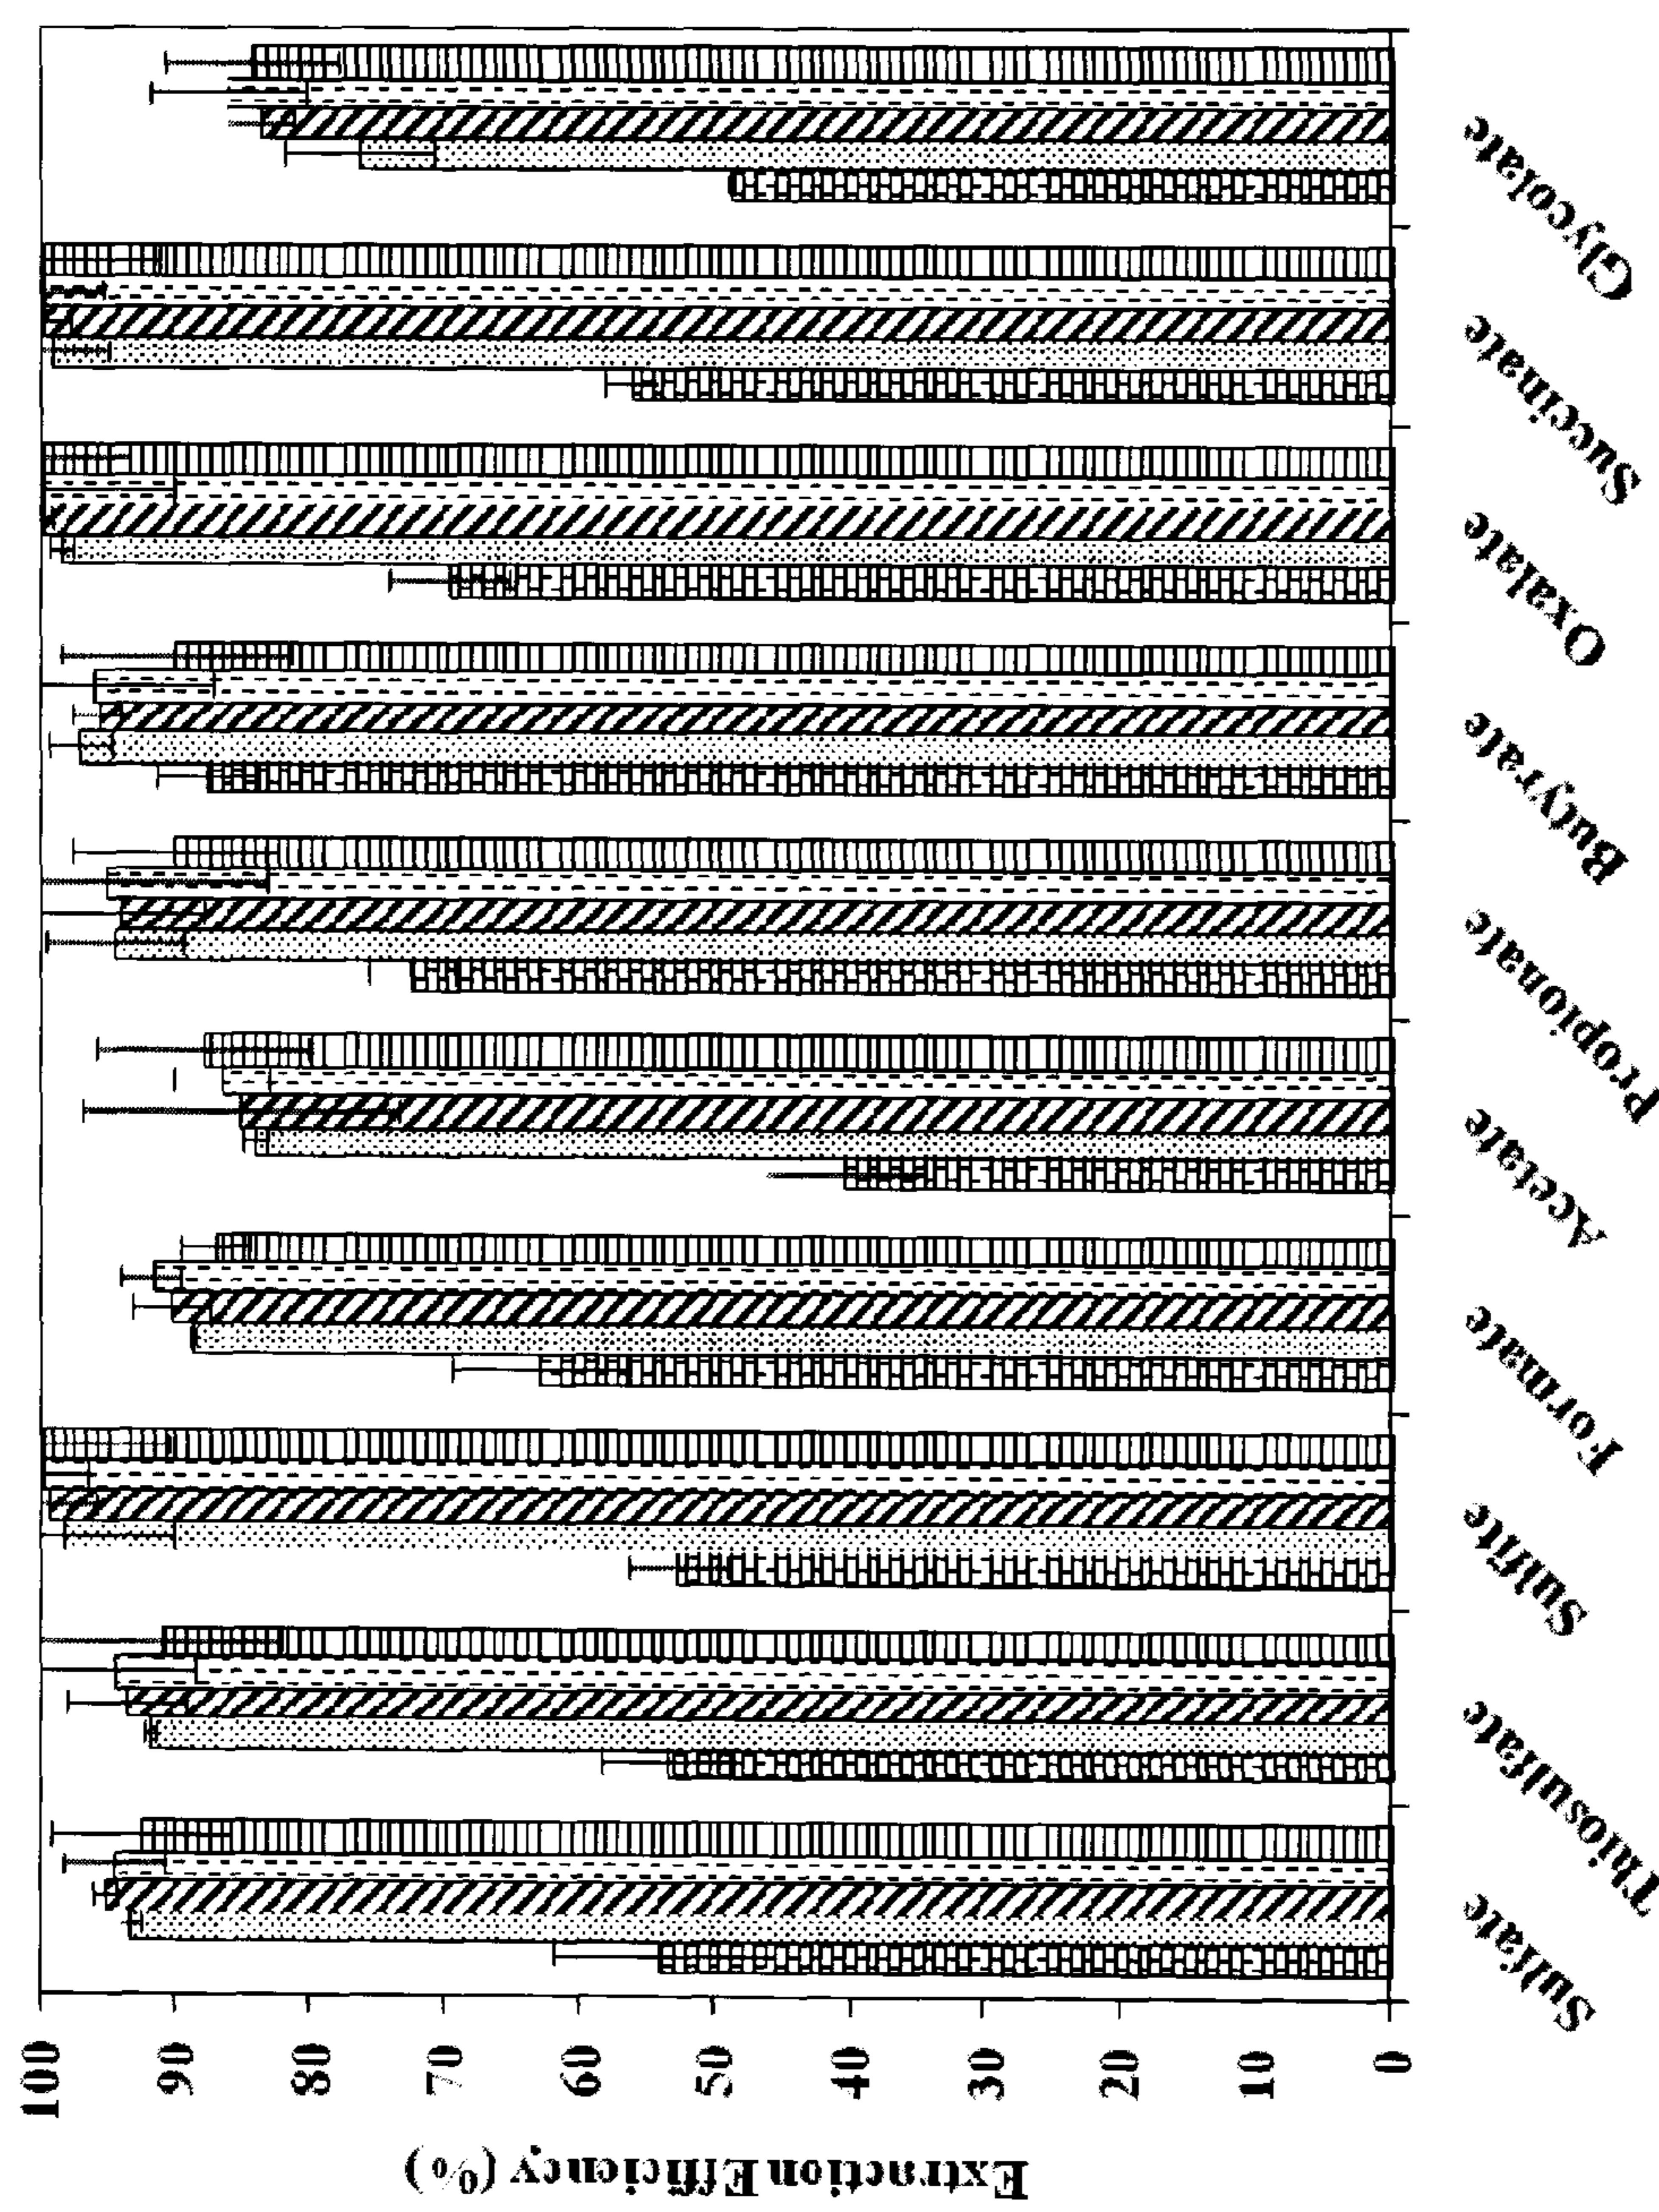 Extraction Efficiency (%)
100
90
80
70
60
50
40
30
20
10
0
Sulfate
Thiosulfate
Sulfite
Formate
Acetate
Propionate
Butyrate
Oxalate
Succinate
Glycolate